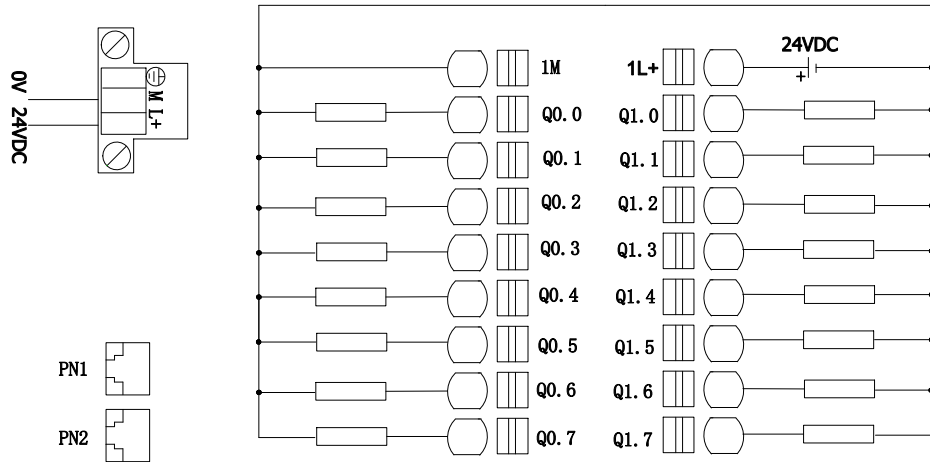 24VDC
+
1M 1L+
Q0.0 Q1.0
Q0.1 Q1.1
Q0.2 Q1.2
Q0.3 Q1.3
Q0.4 Q1.4
Q0.5 Q1.5
Q0.6 Q1.6
Q0.7 Q1.7
M L+
0V
24VDC
PN1
PN2